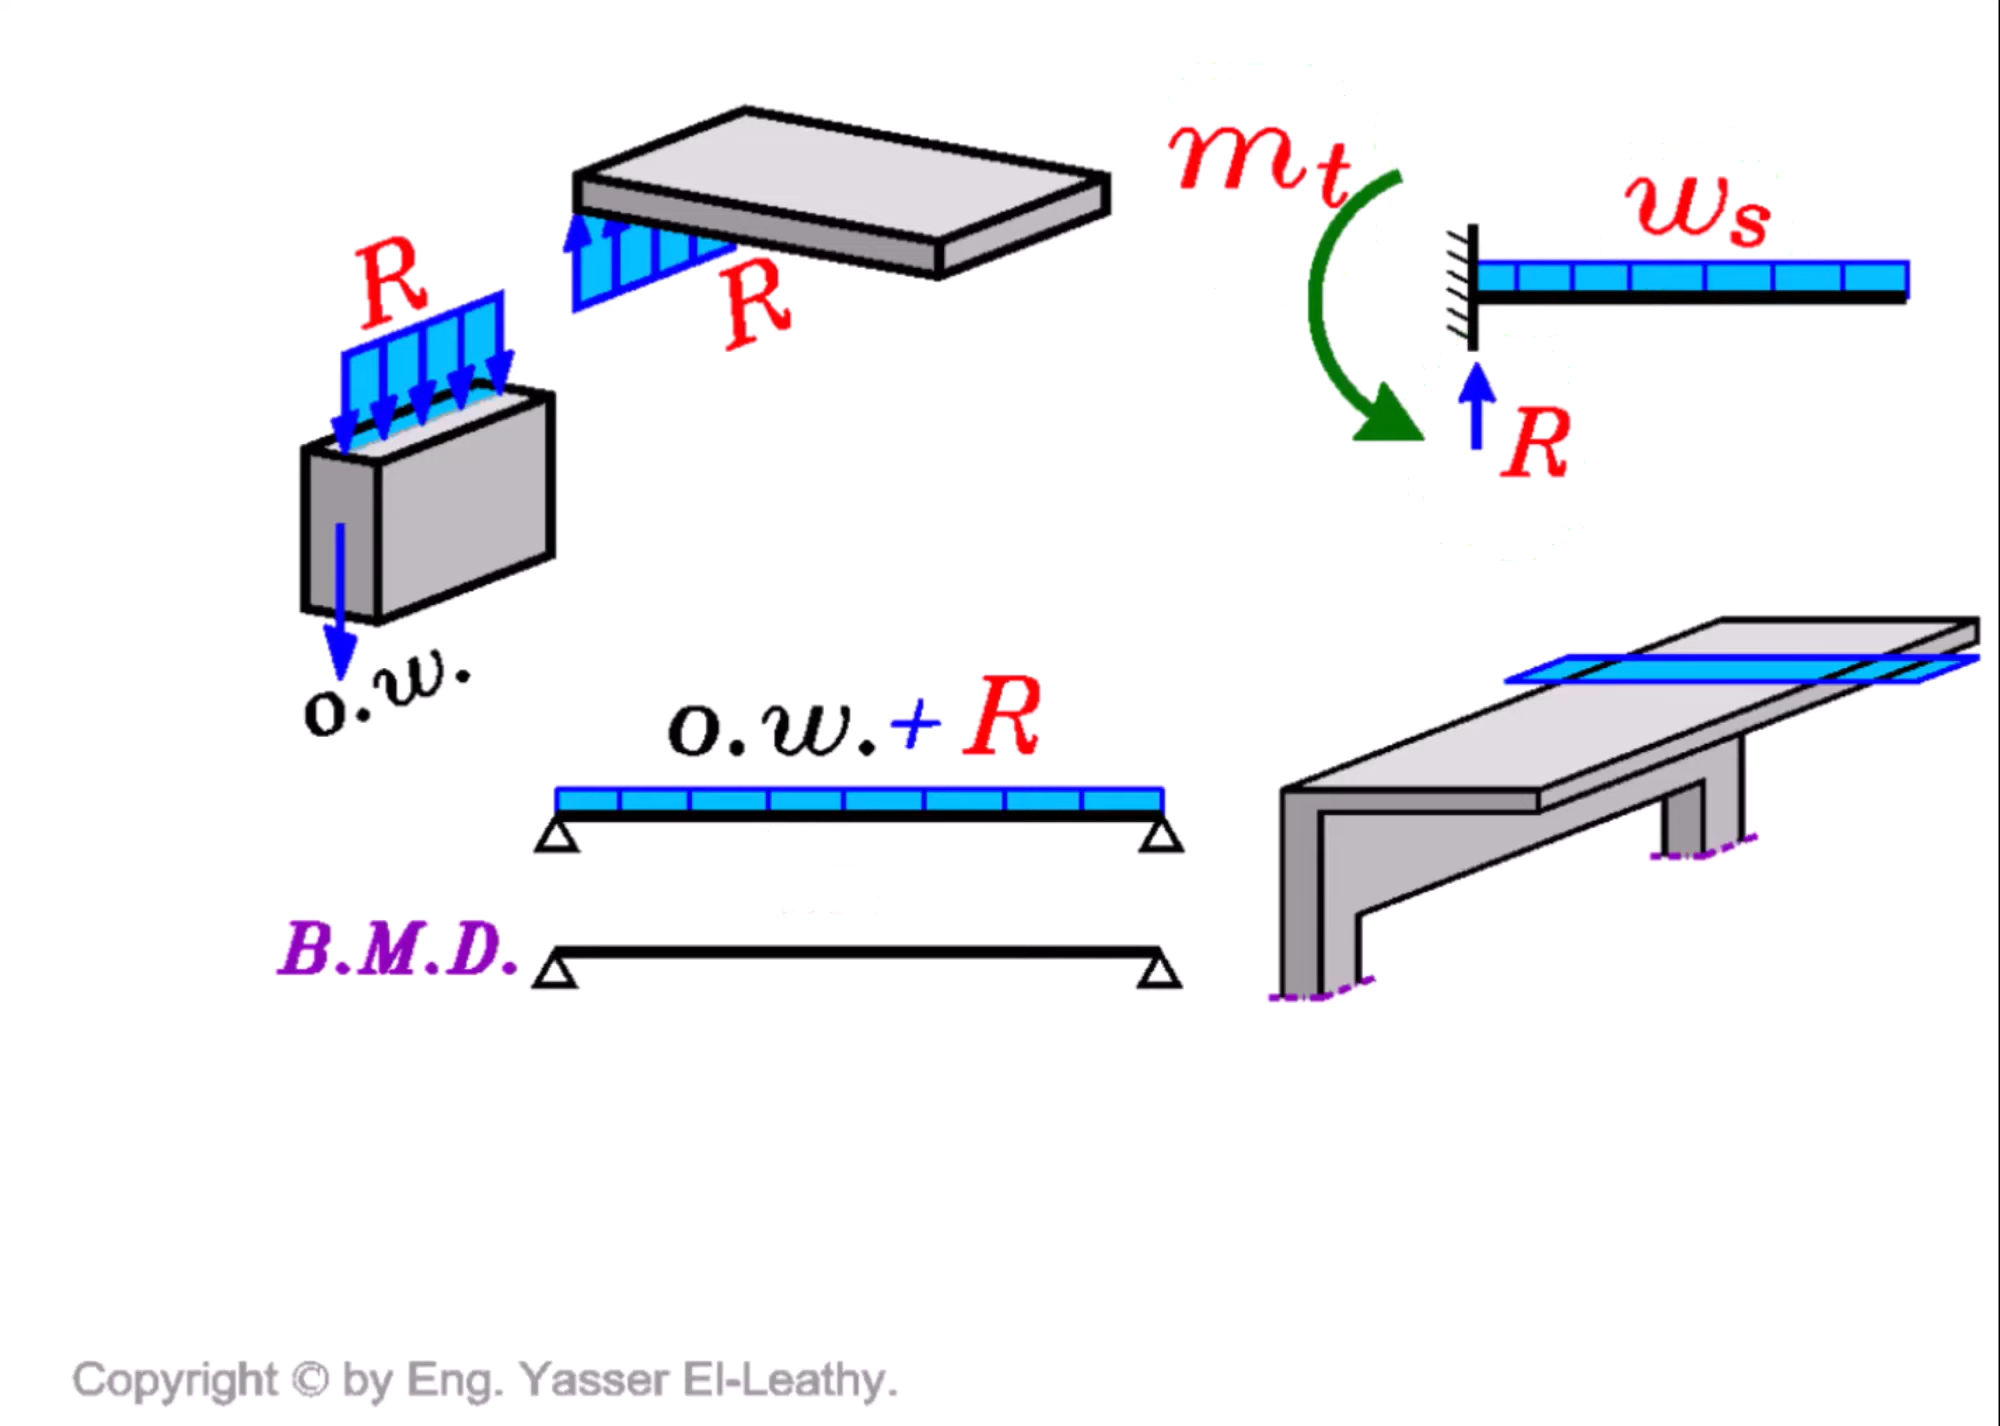 m_t
w_s
R
R
R
o.w.
o.w.+ R
B.M.D.
Copyright © by Eng. Yasser El-Leathy.